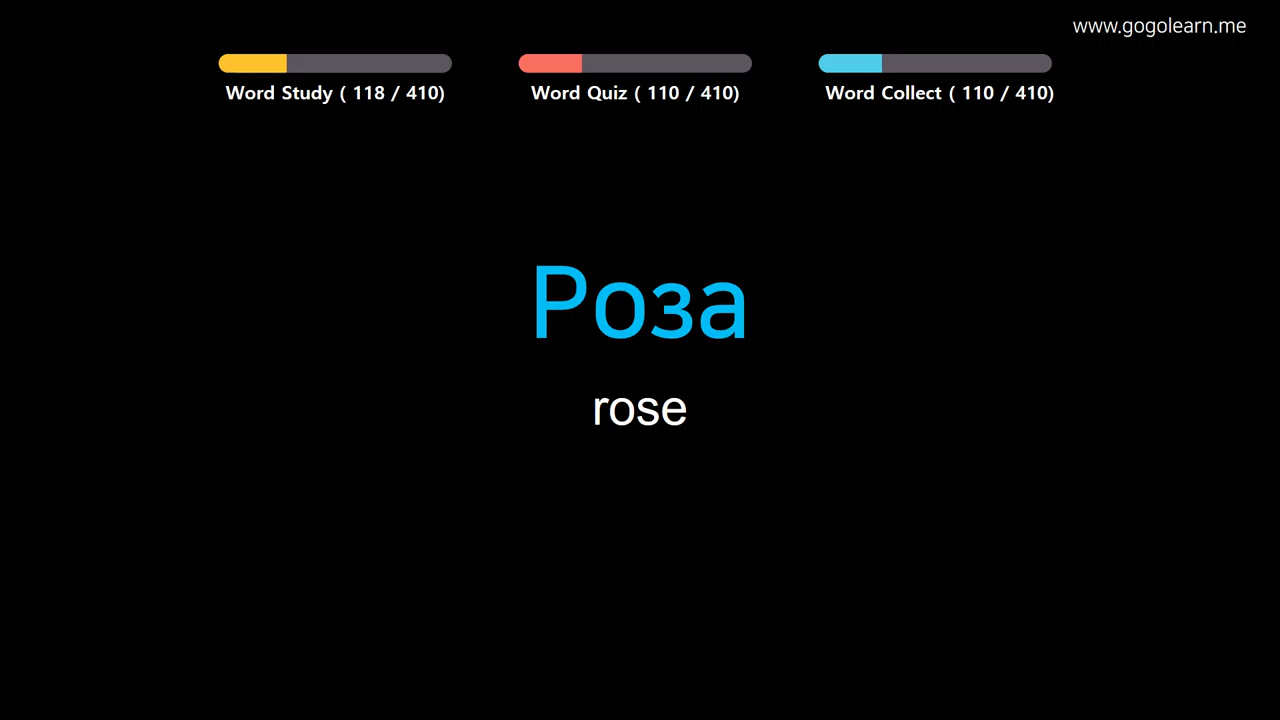 www.gogolearn.me
Word Study ( 118 / 410)
Word Quiz ( 110 / 410)
Word Collect ( 110 / 410)
Роза
rose